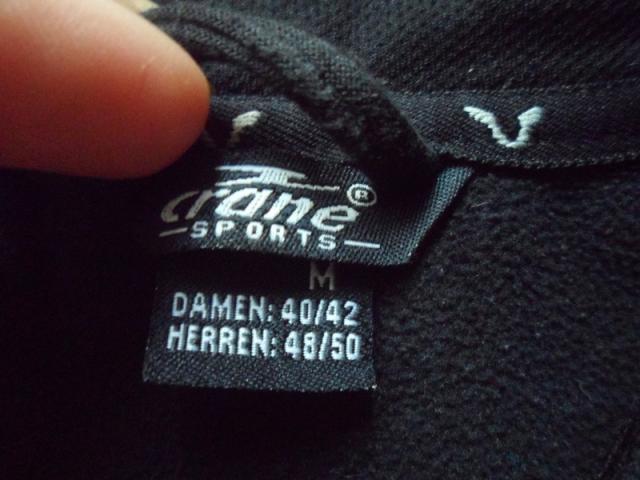 crane®
SPORTS
M
DAMEN: 40/42
HERREN: 48/50